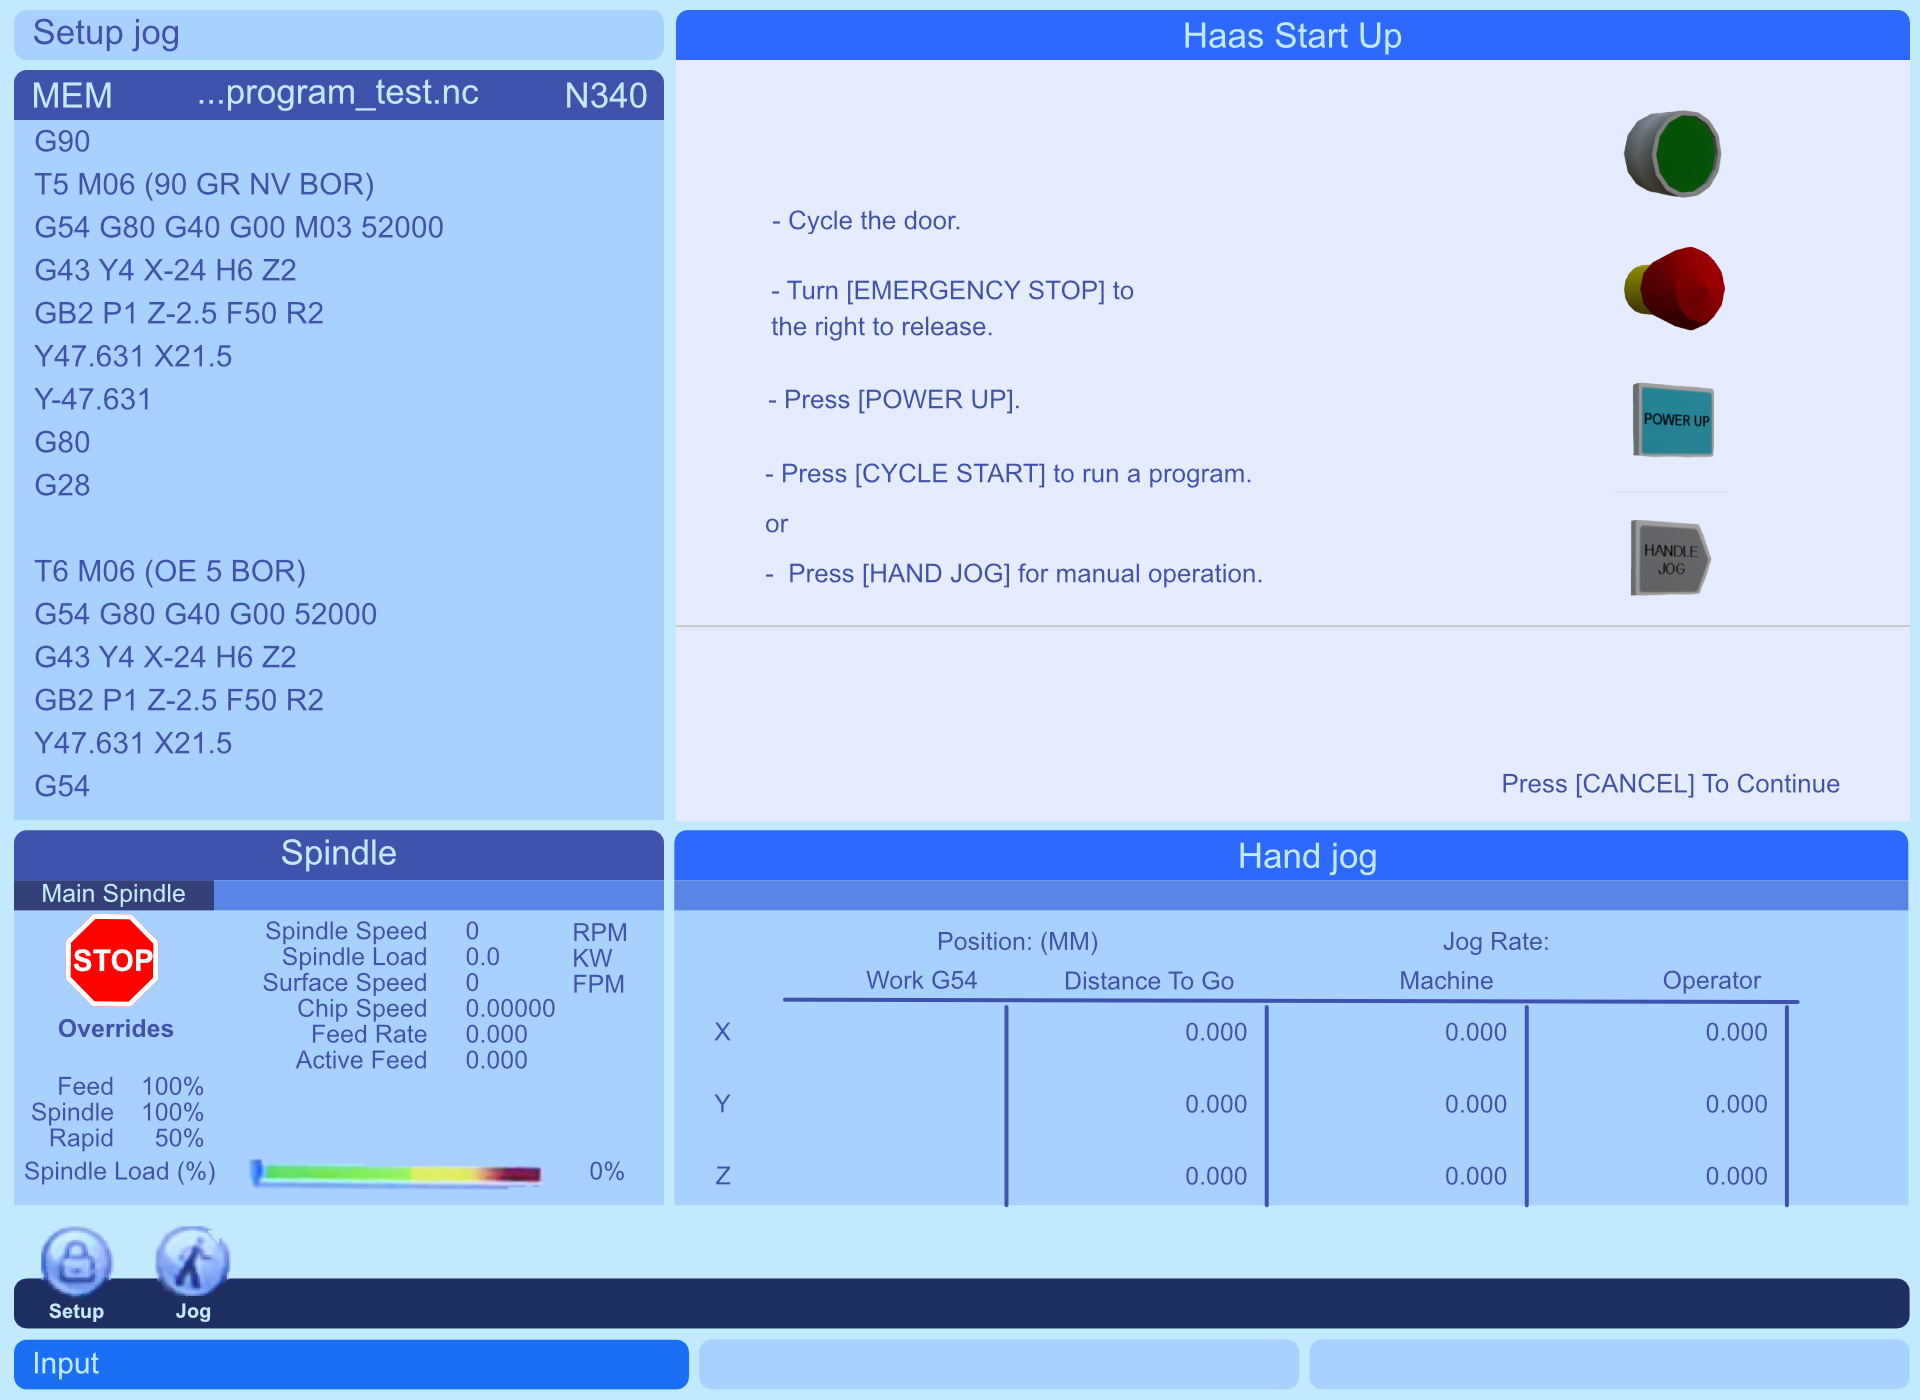 Setup jog
MEM ...program_test.nc N340
G90
T5 M06 (90 GR NV BOR)
G54 G80 G40 G00 M03 52000
G43 Y4 X-24 H6 Z2
GB2 P1 Z-2.5 F50 R2
Y47.631 X21.5
Y-47.631
G80
G28
T6 M06 (OE 5 BOR)
G54 G80 G40 G00 52000
G43 Y4 X-24 H6 Z2
GB2 P1 Z-2.5 F50 R2
Y47.631 X21.5
G54
Haas Start Up
- Cycle the door.
- Turn [EMERGENCY STOP] to
the right to release.
- Press [POWER UP].
POWER UP
- Press [CYCLE START] to run a program.
or
- Press [HAND JOG] for manual operation.
HANDLE
JOG
Press [CANCEL] To Continue
Spindle
Main Spindle
STOP
Overrides
Feed 100%
Spindle 100%
Rapid 50%
Spindle Speed 0 RPM
Spindle Load 0.0 KW
Surface Speed 0 FPM
Chip Speed 0.00000
Feed Rate 0.000
Active Feed 0.000
Spindle Load (%) 0%
Hand jog
Position: (MM) Jog Rate:
Work G54 Distance To Go Machine Operator
X 0.000 0.000 0.000
Y 0.000 0.000 0.000
Z 0.000 0.000 0.000
Setup Jog
Input